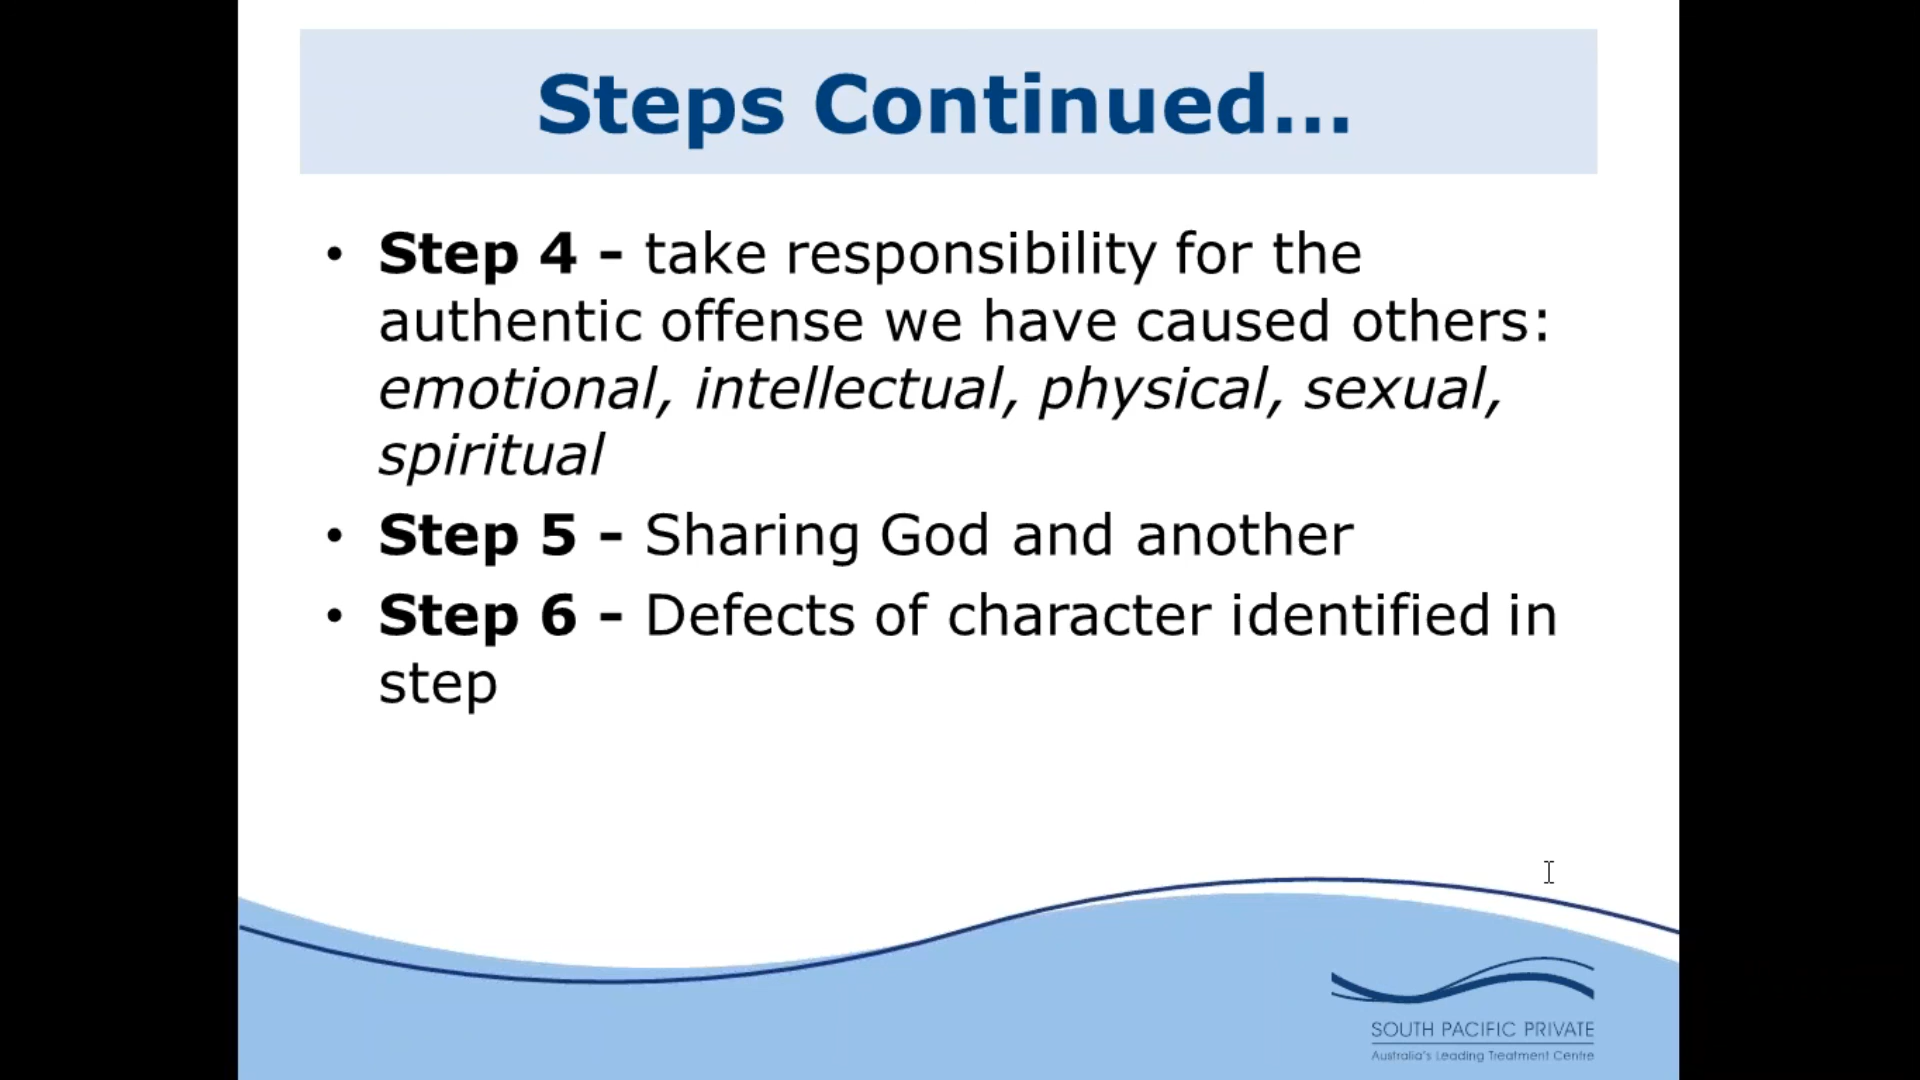 Steps Continued...
• Step 4 - take responsibility for the
authentic offense we have caused others:
emotional, intellectual, physical, sexual,
spiritual
• Step 5 - Sharing God and another
• Step 6 - Defects of character identified in
step
SOUTH PACIFIC PRIVATE
Australia's Leading Treatment Centre